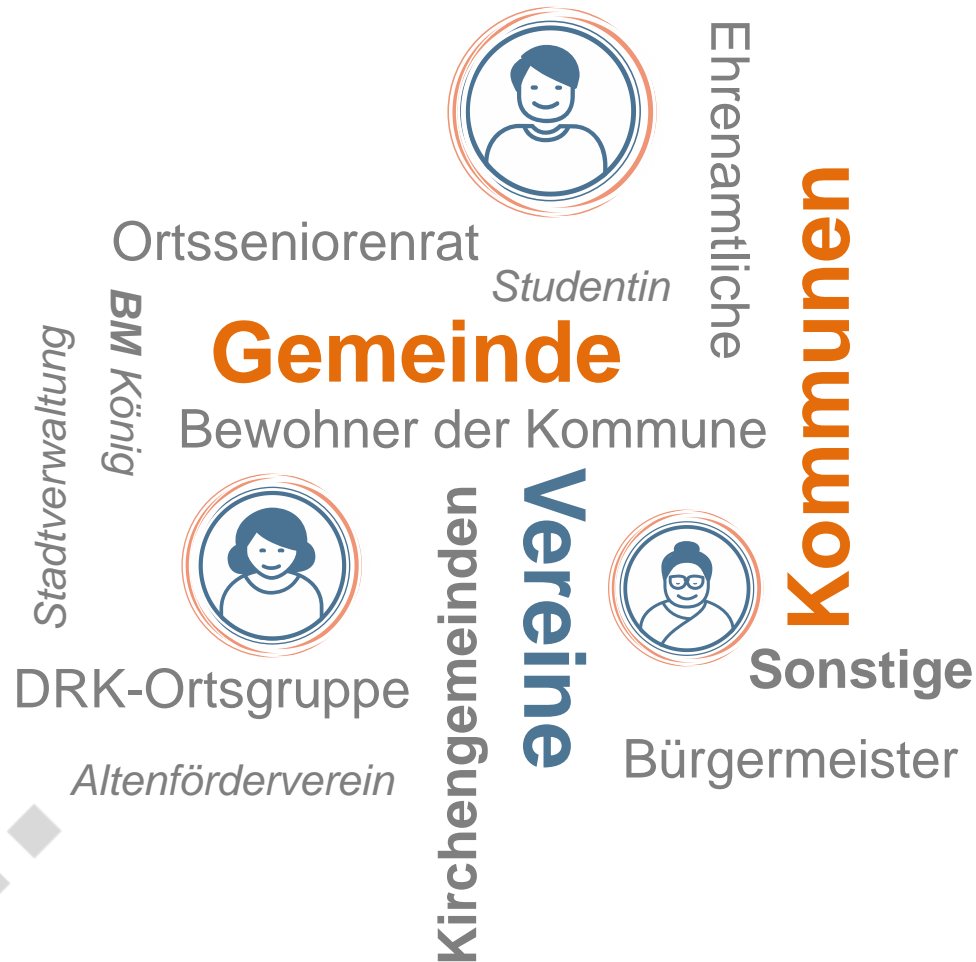 Ehrenamtliche
Kommunen
Ortsseniorenrat
Studentin
BM König
Stadtverwaltung
Gemeinde
Bewohner der Kommune
Vereine
Kirchengemeinden
Sonstige
DRK-Ortsgruppe
Bürgermeister
Altenförderverein